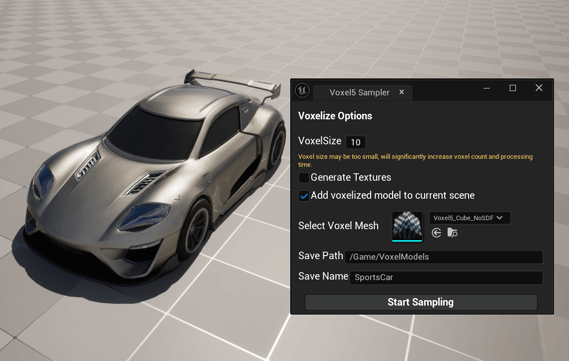 Voxel5 Sampler
Voxelize Options
VoxelSize 10
Voxel size may be too small, will significantly increase voxel count and processing
time.
Generate Textures
Add voxelized model to current scene
Select Voxel Mesh
Voxel5_Cube_NoSDF
Save Path /Game/VoxelModels
Save Name SportsCar
Start Sampling